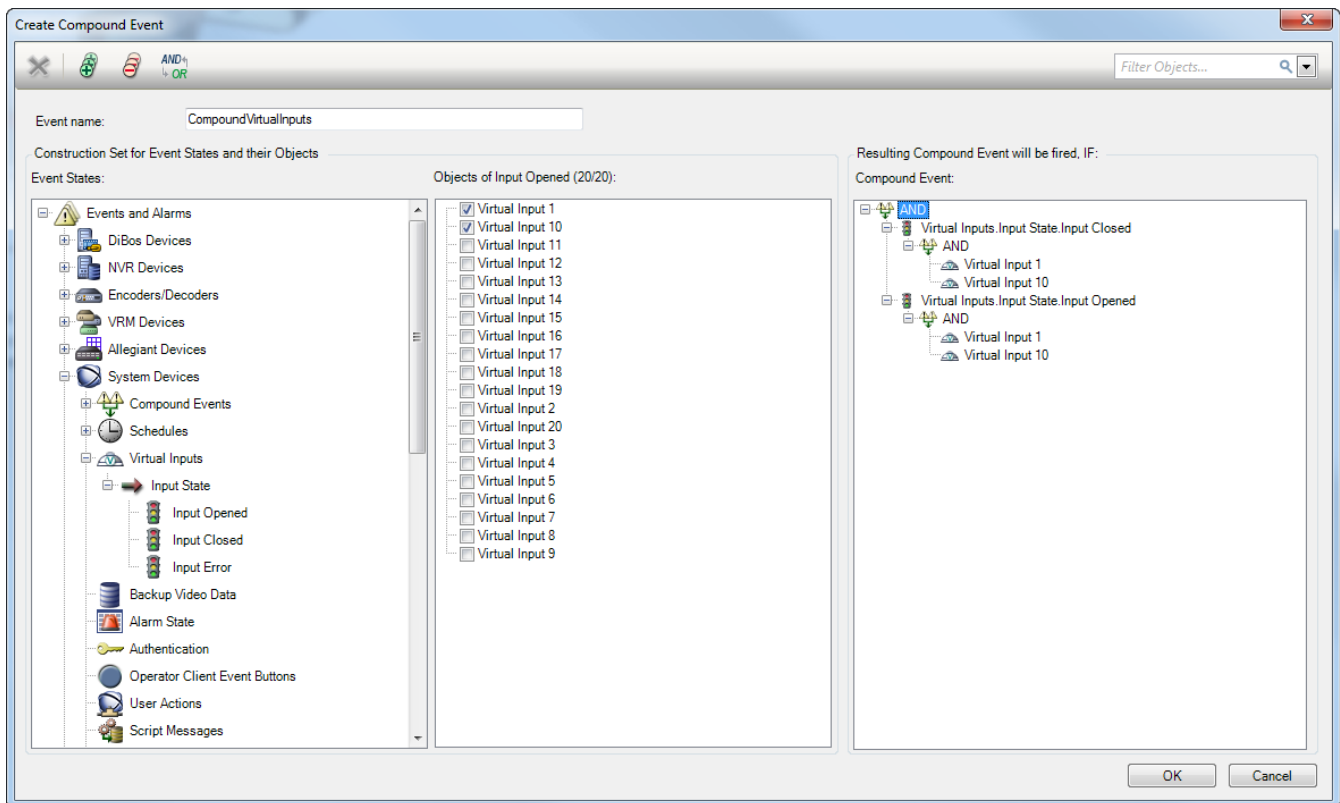 Create Compound Event
AND
OR
Filter Objects...
Event name:
CompoundVirtualInputs
Construction Set for Event States and their Objects
Event States:
Events and Alarms
DiBos Devices
NVR Devices
Encoders/Decoders
VRM Devices
Allegiant Devices
System Devices
Compound Events
Schedules
Virtual Inputs
Input State
Input Opened
Input Closed
Input Error
Backup Video Data
Alarm State
Authentication
Operator Client Event Buttons
User Actions
Script Messages
Objects of Input Opened (20/20):
Virtual Input 1
Virtual Input 10
Virtual Input 11
Virtual Input 12
Virtual Input 13
Virtual Input 14
Virtual Input 15
Virtual Input 16
Virtual Input 17
Virtual Input 18
Virtual Input 19
Virtual Input 2
Virtual Input 20
Virtual Input 3
Virtual Input 4
Virtual Input 5
Virtual Input 6
Virtual Input 7
Virtual Input 8
Virtual Input 9
Resulting Compound Event will be fired, IF:
Compound Event:
AND
Virtual Inputs.Input State.Input Closed
AND
Virtual Input 1
Virtual Input 10
Virtual Inputs.Input State.Input Opened
AND
Virtual Input 1
Virtual Input 10
OK
Cancel